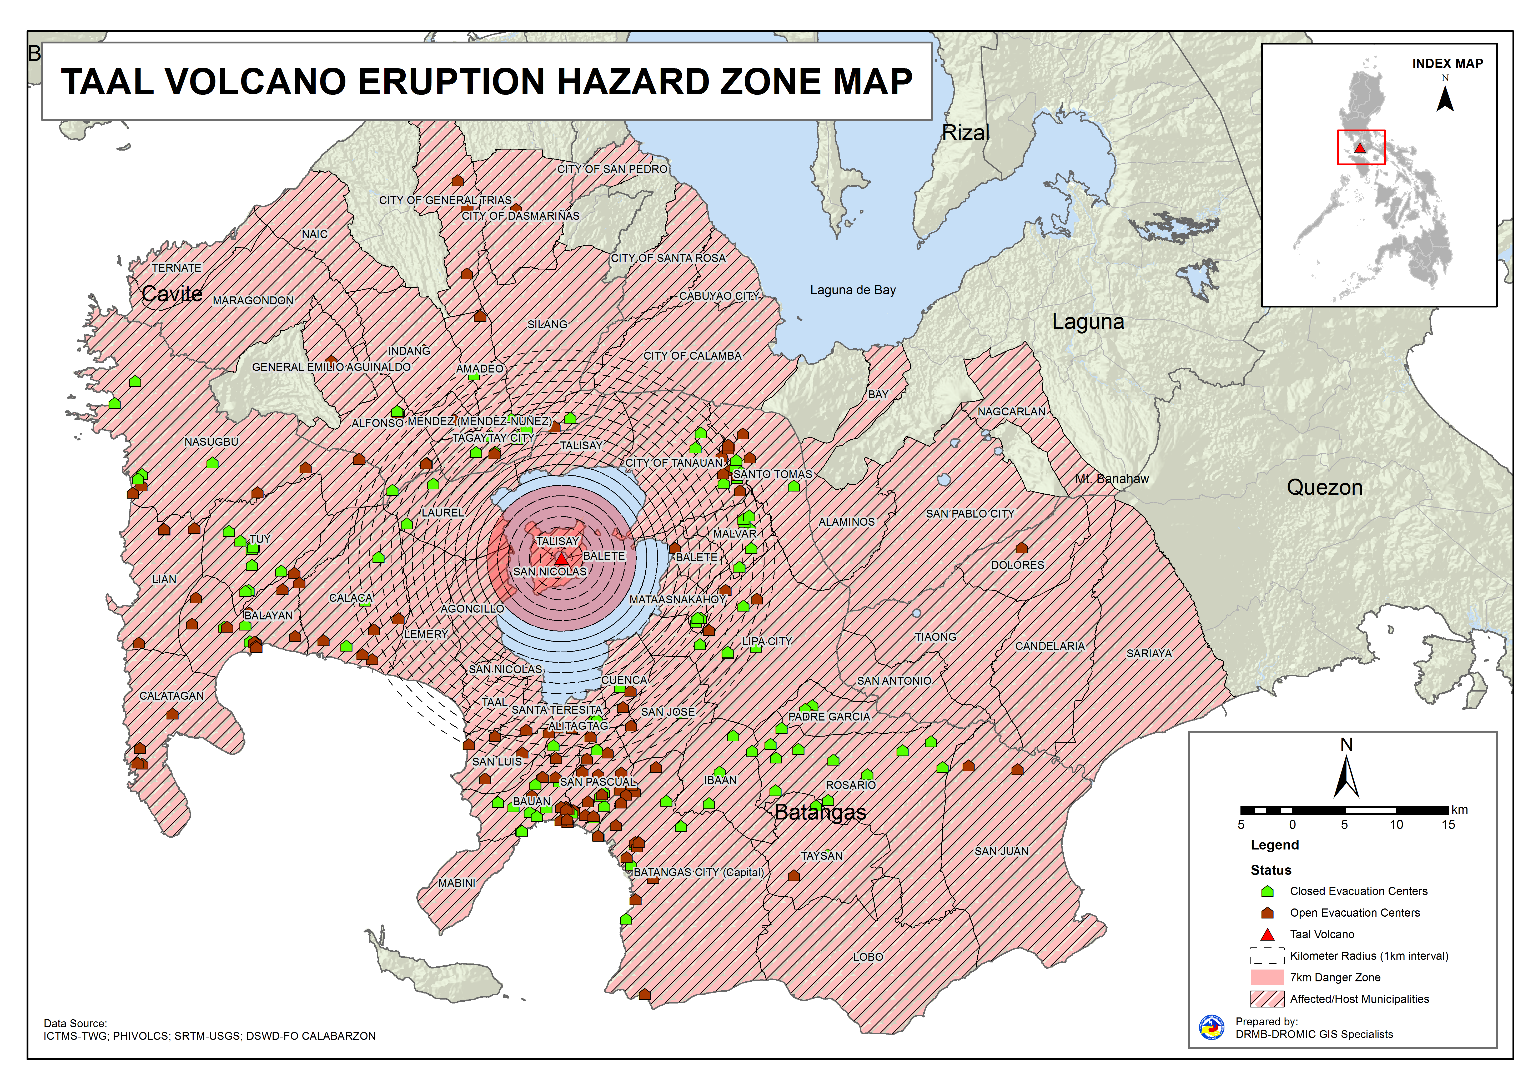 B
TAAL VOLCANO ERUPTION HAZARD ZONE MAP
INDEX MAP
N
Rizal
CITY OF SAN PEDRO
CITY OF GENERAL TRIAS
CITY OF DASMARIÑAS
NAIC
CITY OF SANTA ROSA
TERNATE
Cavite
MARAGONDON
CABUYAO CITY
Laguna de Bay
SILANG
Laguna
INDANG
CITY OF CALAMBA
GENERAL EMILIO AGUINALDO
AMADEO
BAY
NAGCARLAN
ALFONSO
MENDEZ (MENDEZ-NUÑEZ)
NASUGBU
TAGAYTAY CITY
TALISAY
CITY OF TANAUAN
SANTO TOMAS
Mt. Banahaw
Quezon
LAUREL
SAN PABLO CITY
ALAMINOS
TUY
TALISAY
MALVAR
BALETE
BALETE
DOLORES
SAN NICOLAS
LIAN
CALACA
MATAASNAKAHOY
AGONCILLO
BALAYAN
LEMERY
TIAONG
LIPA CITY
CANDELARIA
SARIAYA
SAN NICOLAS
CUENCA
SAN ANTONIO
CALATAGAN
TAAL
SANTA TERESITA
SAN JOSE
PADRE GARCIA
ALITAGTAG
SAN LUIS
SAN PASCUAL
IBAAN
ROSARIO
BAUAN
Batangas
TAYSAN
SAN JUAN
BATANGAS CITY (Capital)
MABINI
LOBO
N
km
5 0 5 10 15
Legend
Status
Closed Evacuation Centers
Open Evacuation Centers
Taal Volcano
Kilometer Radius (1km interval)
7km Danger Zone
Affected/Host Municipalities
Prepared by:
DRMB-DROMIC GIS Specialists
Data Source:
ICTMS-TWG; PHIVOLCS; SRTM-USGS; DSWD-FO CALABARZON